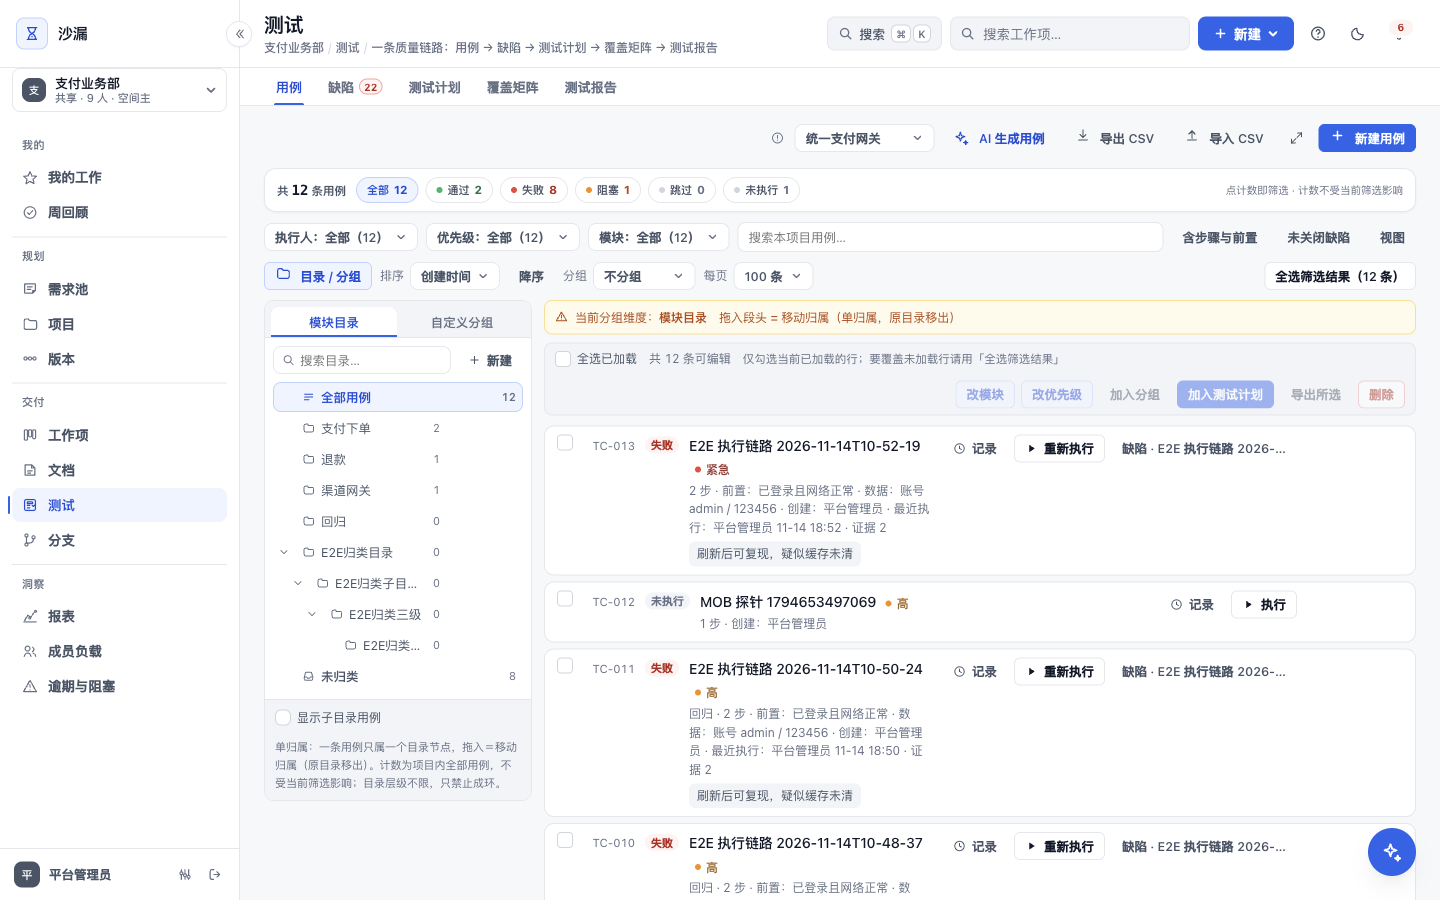 沙漏
支
支付业务部
共享 · 9 人 · 空间主
我的
我的工作
周回顾
规划
需求池
项目
版本
交付
工作项
文档
测试
分支
洞察
报表
成员负载
逾期与阻塞
平
平台管理员
测试
支付业务部 / 测试 / 一条质量链路：用例 → 缺陷 → 测试计划 → 覆盖矩阵 → 测试报告
搜索 ⌘ K
搜索工作项...
新建
6
用例
缺陷 22
测试计划
覆盖矩阵
测试报告
统一支付网关
AI 生成用例
导出 CSV
导入 CSV
新建用例
共 12 条用例
全部 12
通过 2
失败 8
阻塞 1
跳过 0
未执行 1
点计数即筛选 · 计数不受当前筛选影响
执行人：全部（12）
优先级：全部（12）
模块：全部（12）
搜索本项目用例...
含步骤与前置
未关闭缺陷
视图
目录 / 分组
排序
创建时间
降序
分组
不分组
每页
100 条
全选筛选结果（12 条）
模块目录
自定义分组
搜索目录...
新建
全部用例 12
支付下单 2
退款 1
渠道网关 1
回归 0
E2E归类目录 0
E2E归类子目... 0
E2E归类三级 0
E2E归类... 0
未归类 8
显示子目录用例
单归属：一条用例只属一个目录节点，拖入＝移动
归属（原目录移出）。计数为项目内全部用例，不
受当前筛选影响；目录层级不限，只禁止成环。
当前分组维度：模块目录 拖入段头 = 移动归属（单归属，原目录移出）
全选已加载 共 12 条可编辑 仅勾选当前已加载的行；要覆盖未加载行请用「全选筛选结果」
改模块
改优先级
加入分组
加入测试计划
导出所选
删除
TC-013 失败 E2E 执行链路 2026-11-14T10-52-19
紧急
2 步 · 前置：已登录且网络正常 · 数据：账号
admin / 123456 · 创建：平台管理员 · 最近执
行：平台管理员 11-14 18:52 · 证据 2
刷新后可复现，疑似缓存未清
记录
重新执行
缺陷 · E2E 执行链路 2026-...
TC-012 未执行 MOB 探针 1794653497069 高
1 步 · 创建：平台管理员
记录
执行
TC-011 失败 E2E 执行链路 2026-11-14T10-50-24
高
回归 · 2 步 · 前置：已登录且网络正常 · 数
据：账号 admin / 123456 · 创建：平台管理
员 · 最近执行：平台管理员 11-14 18:50 · 证
据 2
刷新后可复现，疑似缓存未清
记录
重新执行
缺陷 · E2E 执行链路 2026-...
TC-010 失败 E2E 执行链路 2026-11-14T10-48-37
高
回归 · 2 步 · 前置：已登录且网络正常 · 数
记录
重新执行
缺陷 · E2E 执行链路 2026-...